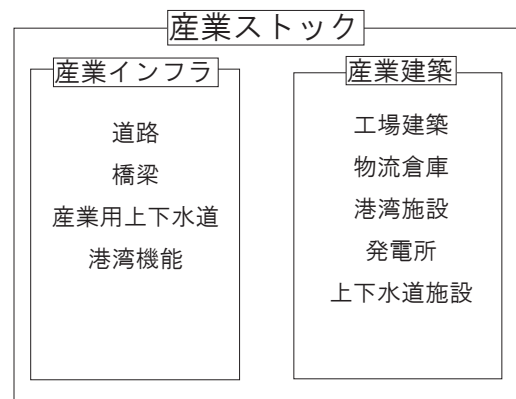 産業ストック
産業インフラ
道路
橋梁
産業用上下水道
港湾機能
産業建築
工場建築
物流倉庫
港湾施設
発電所
上下水道施設